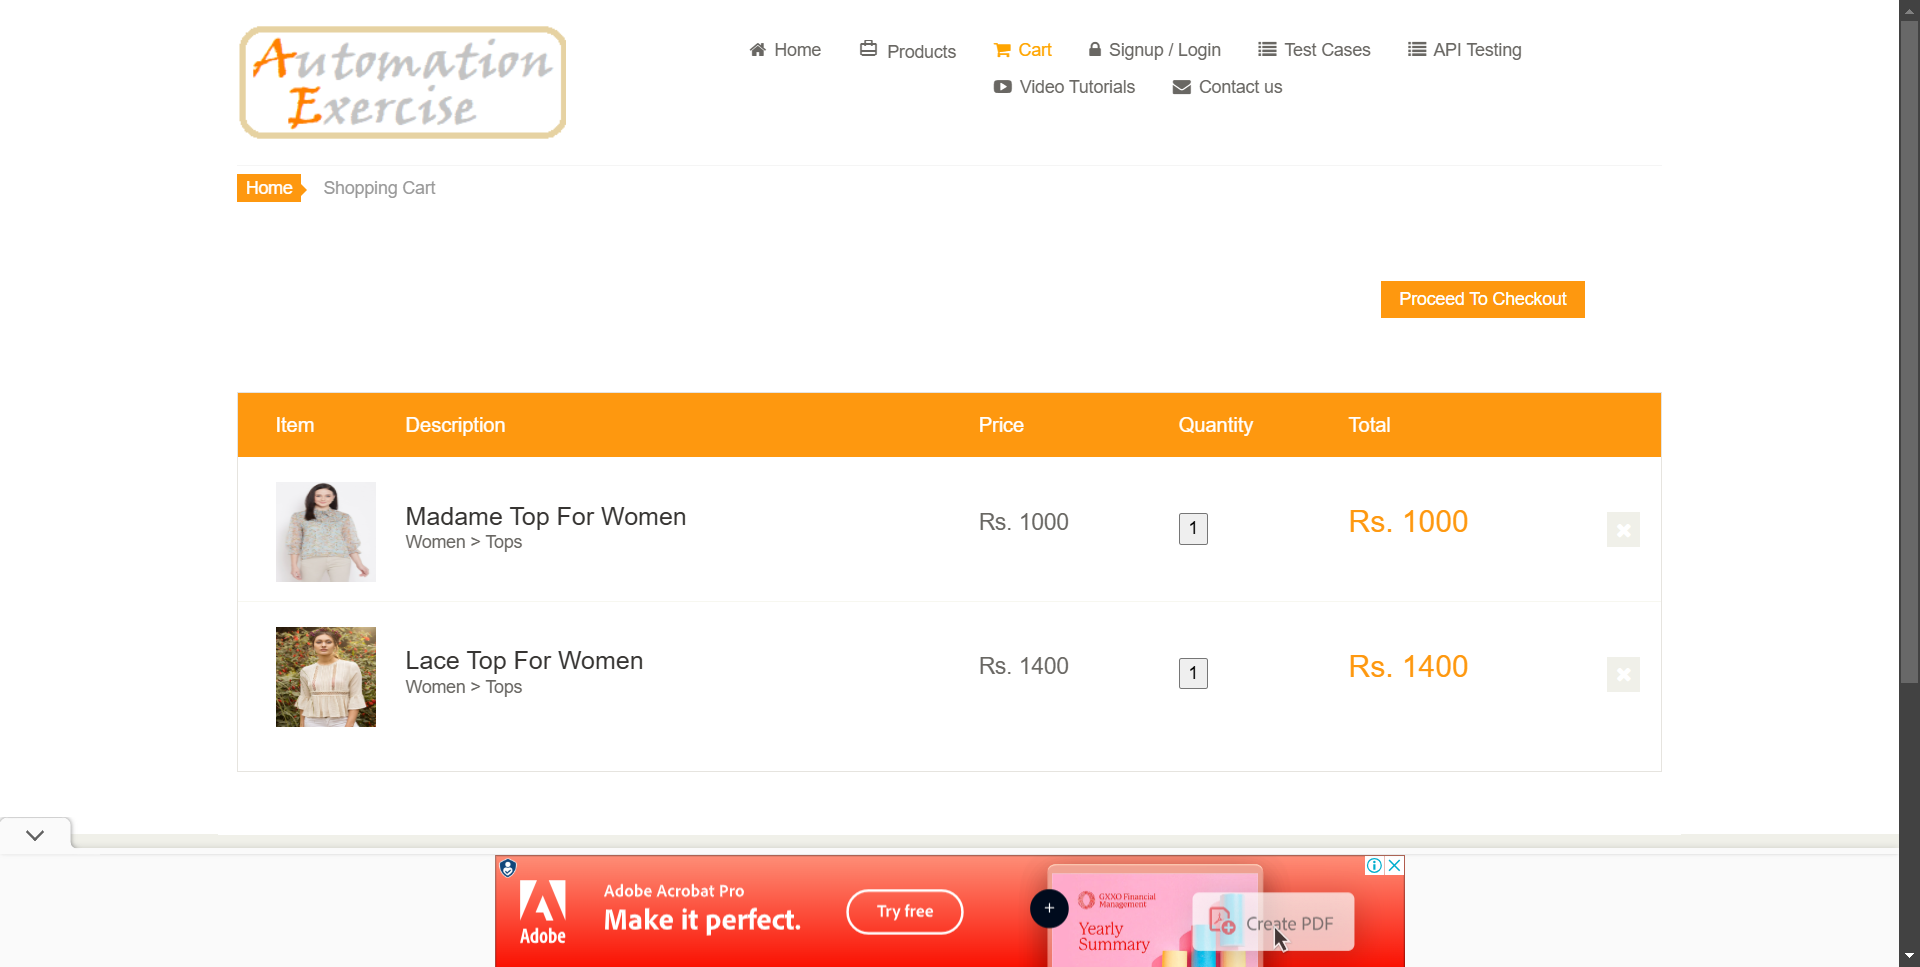 Automation
Exercise
Home
Products
Cart
Signup / Login
Test Cases
API Testing
Video Tutorials
Contact us
Home
Shopping Cart
Proceed To Checkout
Item
Description
Price
Quantity
Total
Madame Top For Women
Women > Tops
Rs. 1000
1
Rs. 1000
Lace Top For Women
Women > Tops
Rs. 1400
1
Rs. 1400
Adobe
Adobe Acrobat Pro
Make it perfect.
Try free
GXXO Financial
Management
Yearly
Summary
Create PDF